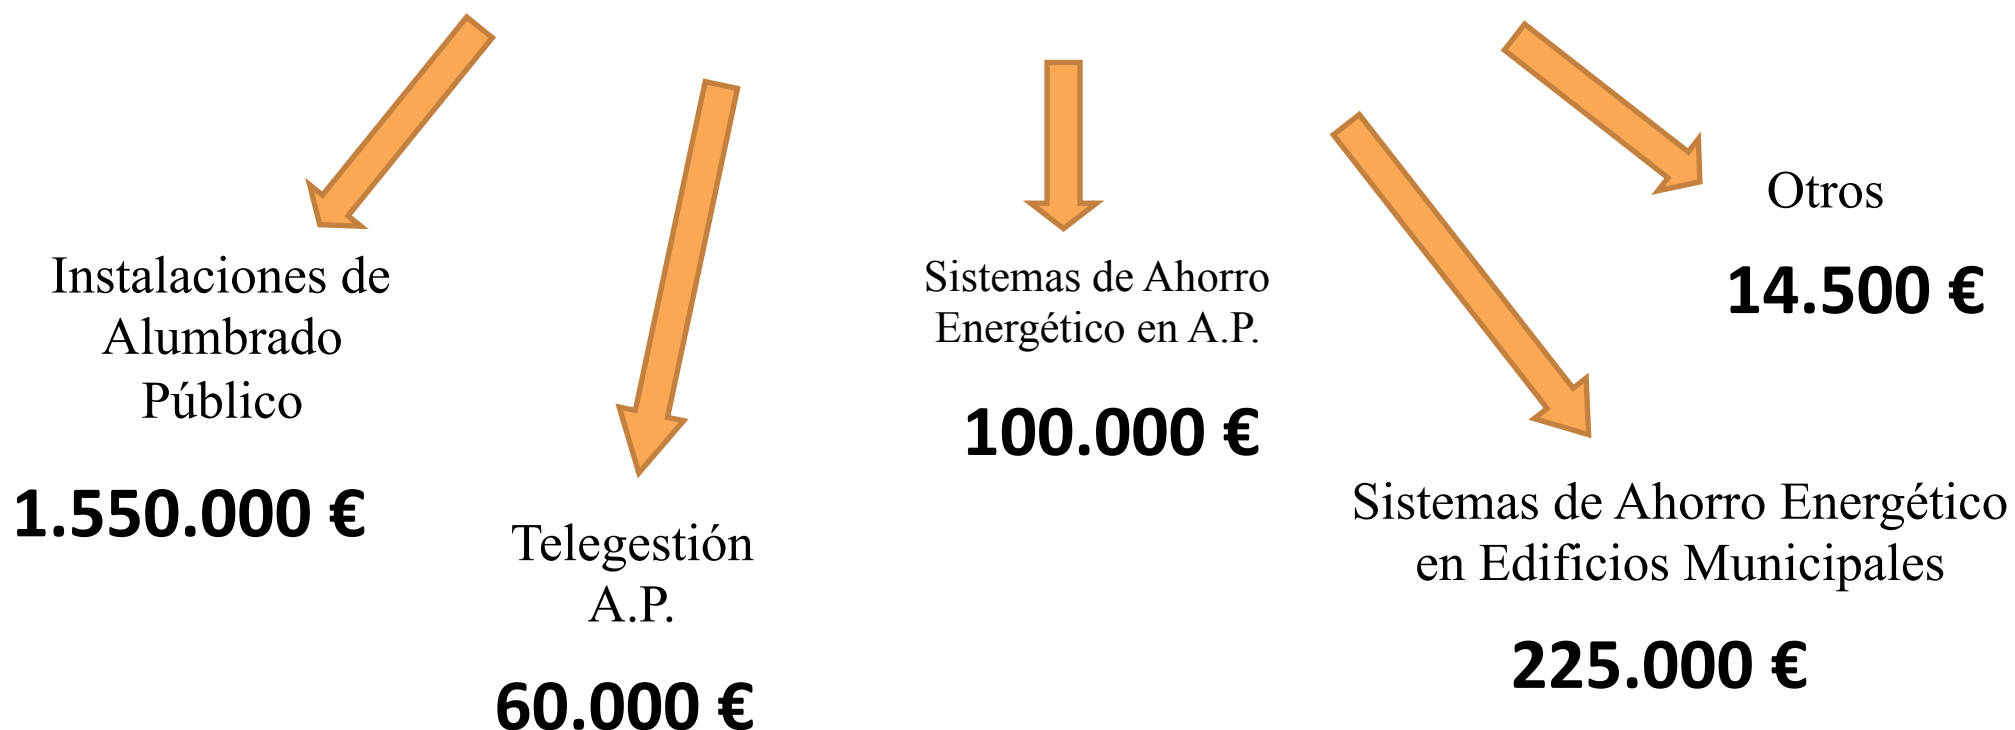 Instalaciones de
Alumbrado
Público
1.550.000 €
Telegestión
A.P.
60.000 €
Sistemas de Ahorro
Energético en A.P.
100.000 €
Sistemas de Ahorro Energético
en Edificios Municipales
225.000 €
Otros
14.500 €